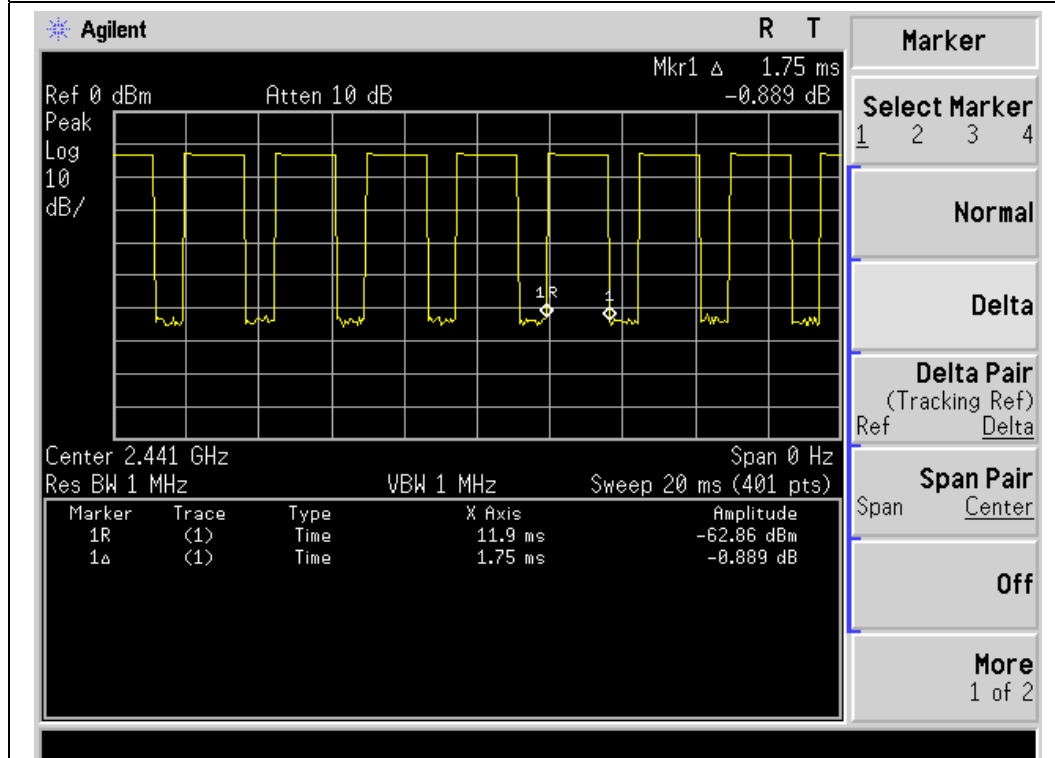 Agilent
R T
Mkr1 Δ 1.75 ms
Ref 0 dBm Atten 10 dB -0.889 dB
Peak
Log
10
dB/
1R
1
Center 2.441 GHz Span 0 Hz
Res BW 1 MHz VBW 1 MHz Sweep 20 ms (401 pts)
Marker Trace Type X Axis Amplitude
1R (1) Time 11.9 ms -62.86 dBm
1Δ (1) Time 1.75 ms -0.889 dB
Marker
Select Marker
1 2 3 4
Normal
Delta
Delta Pair
(Tracking Ref)
Ref Delta
Span Pair
Span Center
Off
More
1 of 2